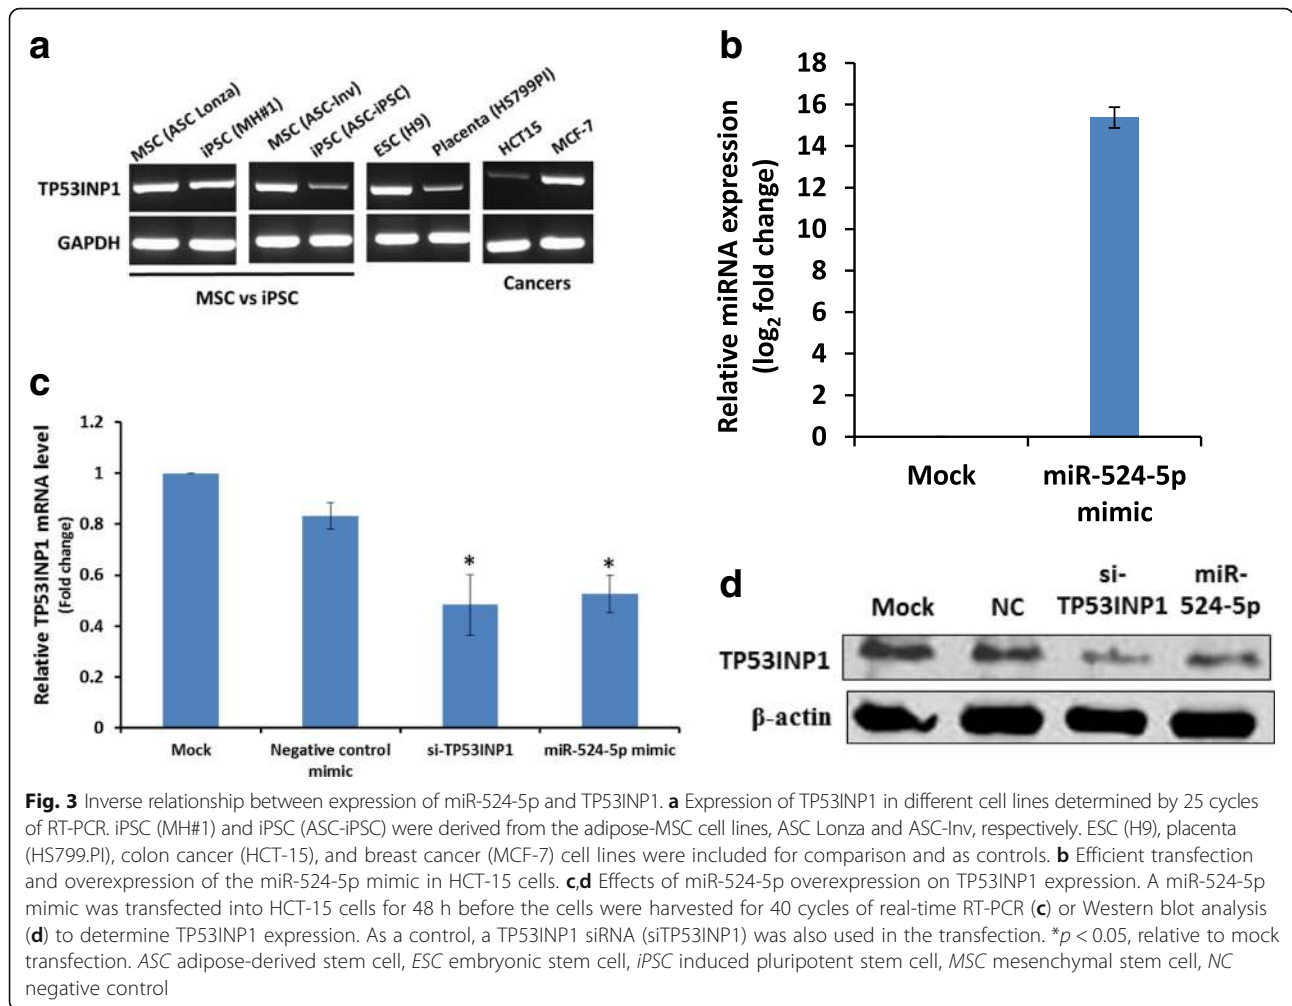 a
MSC (ASC Lonza)
iPSC (MH#1)
MSC (ASC-Inv)
iPSC (ASC-iPSC)
ESC (H9)
Placenta (HS799PI)
HCT15
MCF-7
TP53INP1
GAPDH
MSC vs iPSC
Cancers
b
Relative miRNA expression
(log2 fold change)
18
16
14
12
10
8
6
4
2
0
Mock
miR-524-5p
mimic
c
Relative TP53INP1 mRNA level
(Fold change)
1.2
1
0.8
0.6
0.4
0.2
0
*
*
Mock
Negative control
mimic
si-TP53INP1
miR-524-5p mimic
d
Mock
NC
si-
TP53INP1
miR-
524-5p
TP53INP1
β-actin
Fig. 3 Inverse relationship between expression of miR-524-5p and TP53INP1. a Expression of TP53INP1 in different cell lines determined by 25 cycles
of RT-PCR. iPSC (MH#1) and iPSC (ASC-iPSC) were derived from the adipose-MSC cell lines, ASC Lonza and ASC-Inv, respectively. ESC (H9), placenta
(HS799.PI), colon cancer (HCT-15), and breast cancer (MCF-7) cell lines were included for comparison and as controls. b Efficient transfection
and overexpression of the miR-524-5p mimic in HCT-15 cells. c,d Effects of miR-524-5p overexpression on TP53INP1 expression. A miR-524-5p
mimic was transfected into HCT-15 cells for 48 h before the cells were harvested for 40 cycles of real-time RT-PCR (c) or Western blot analysis
(d) to determine TP53INP1 expression. As a control, a TP53INP1 siRNA (siTP53INP1) was also used in the transfection. *p < 0.05, relative to mock
transfection. ASC adipose-derived stem cell, ESC embryonic stem cell, iPSC induced pluripotent stem cell, MSC mesenchymal stem cell, NC
negative control